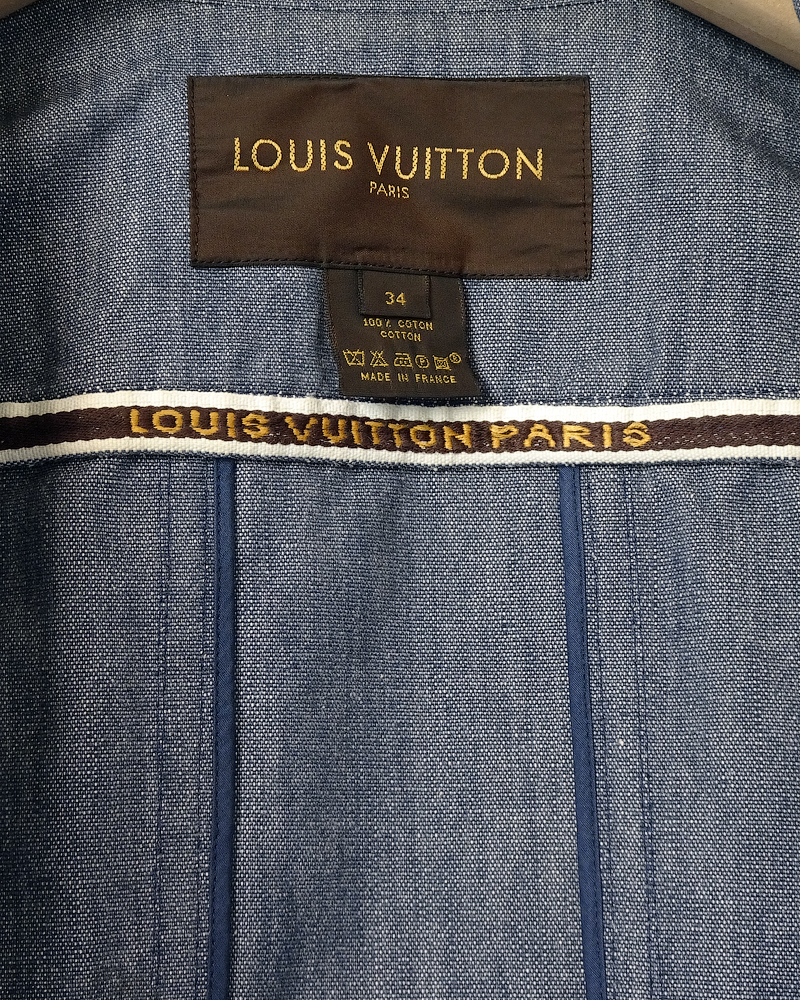 LOUIS VUITTON
PARIS
34
100% COTON
COTTON
MADE IN FRANCE
LOUIS VUITTON PARIS